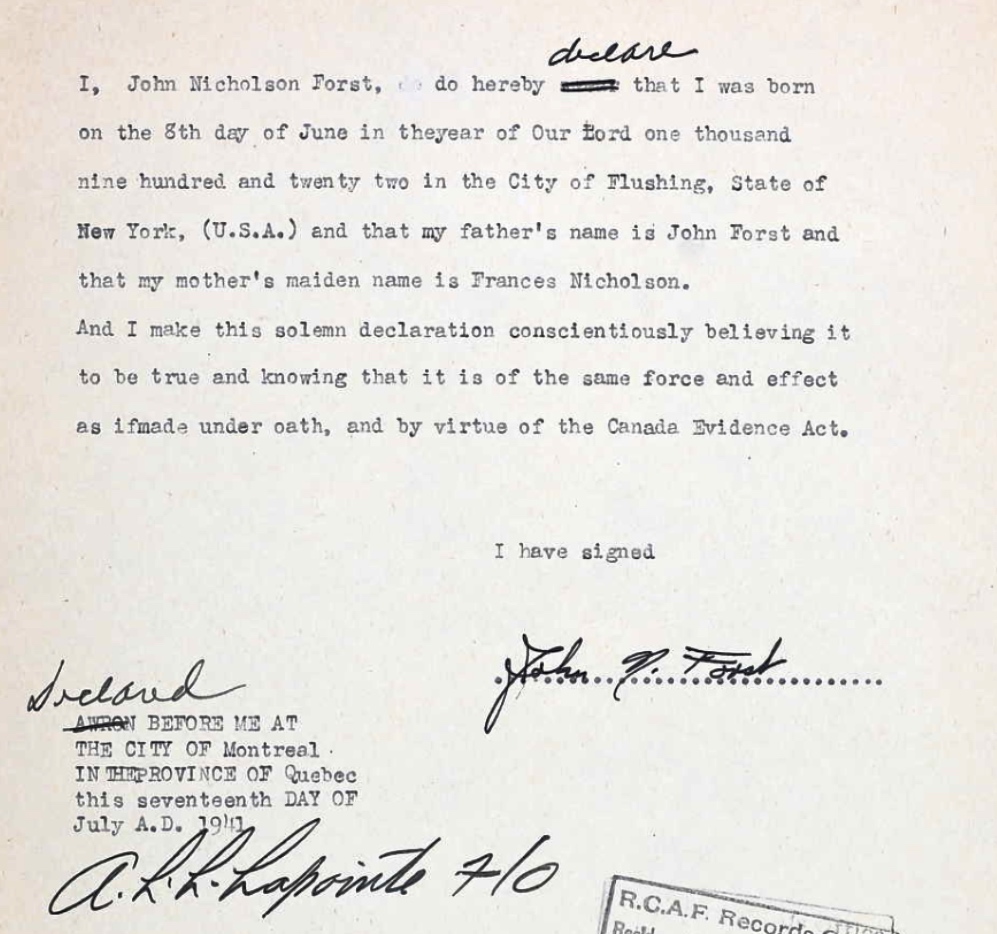 declare
I, John Nicholson Forst, do hereby that I was born
on the 8th day of June in theyear of Our Lord one thousand
nine hundred and twenty two in the City of Flushing, State of
New York, (U.S.A.) and that my father's name is John Forst and
that my mother's maiden name is Frances Nicholson.
And I make this solemn declaration conscientiously believing it
to be true and knowing that it is of the same force and effect
as ifmade under oath, and by virtue of the Canada Evidence Act.
I have signed
John N. Forst
Declared
BEFORE ME AT
THE CITY OF Montreal
IN THEPROVINCE OF Quebec
this seventeenth DAY OF
July A.D. 1941
A.L.L. Lapointe F/O
R.C.A.F. Records